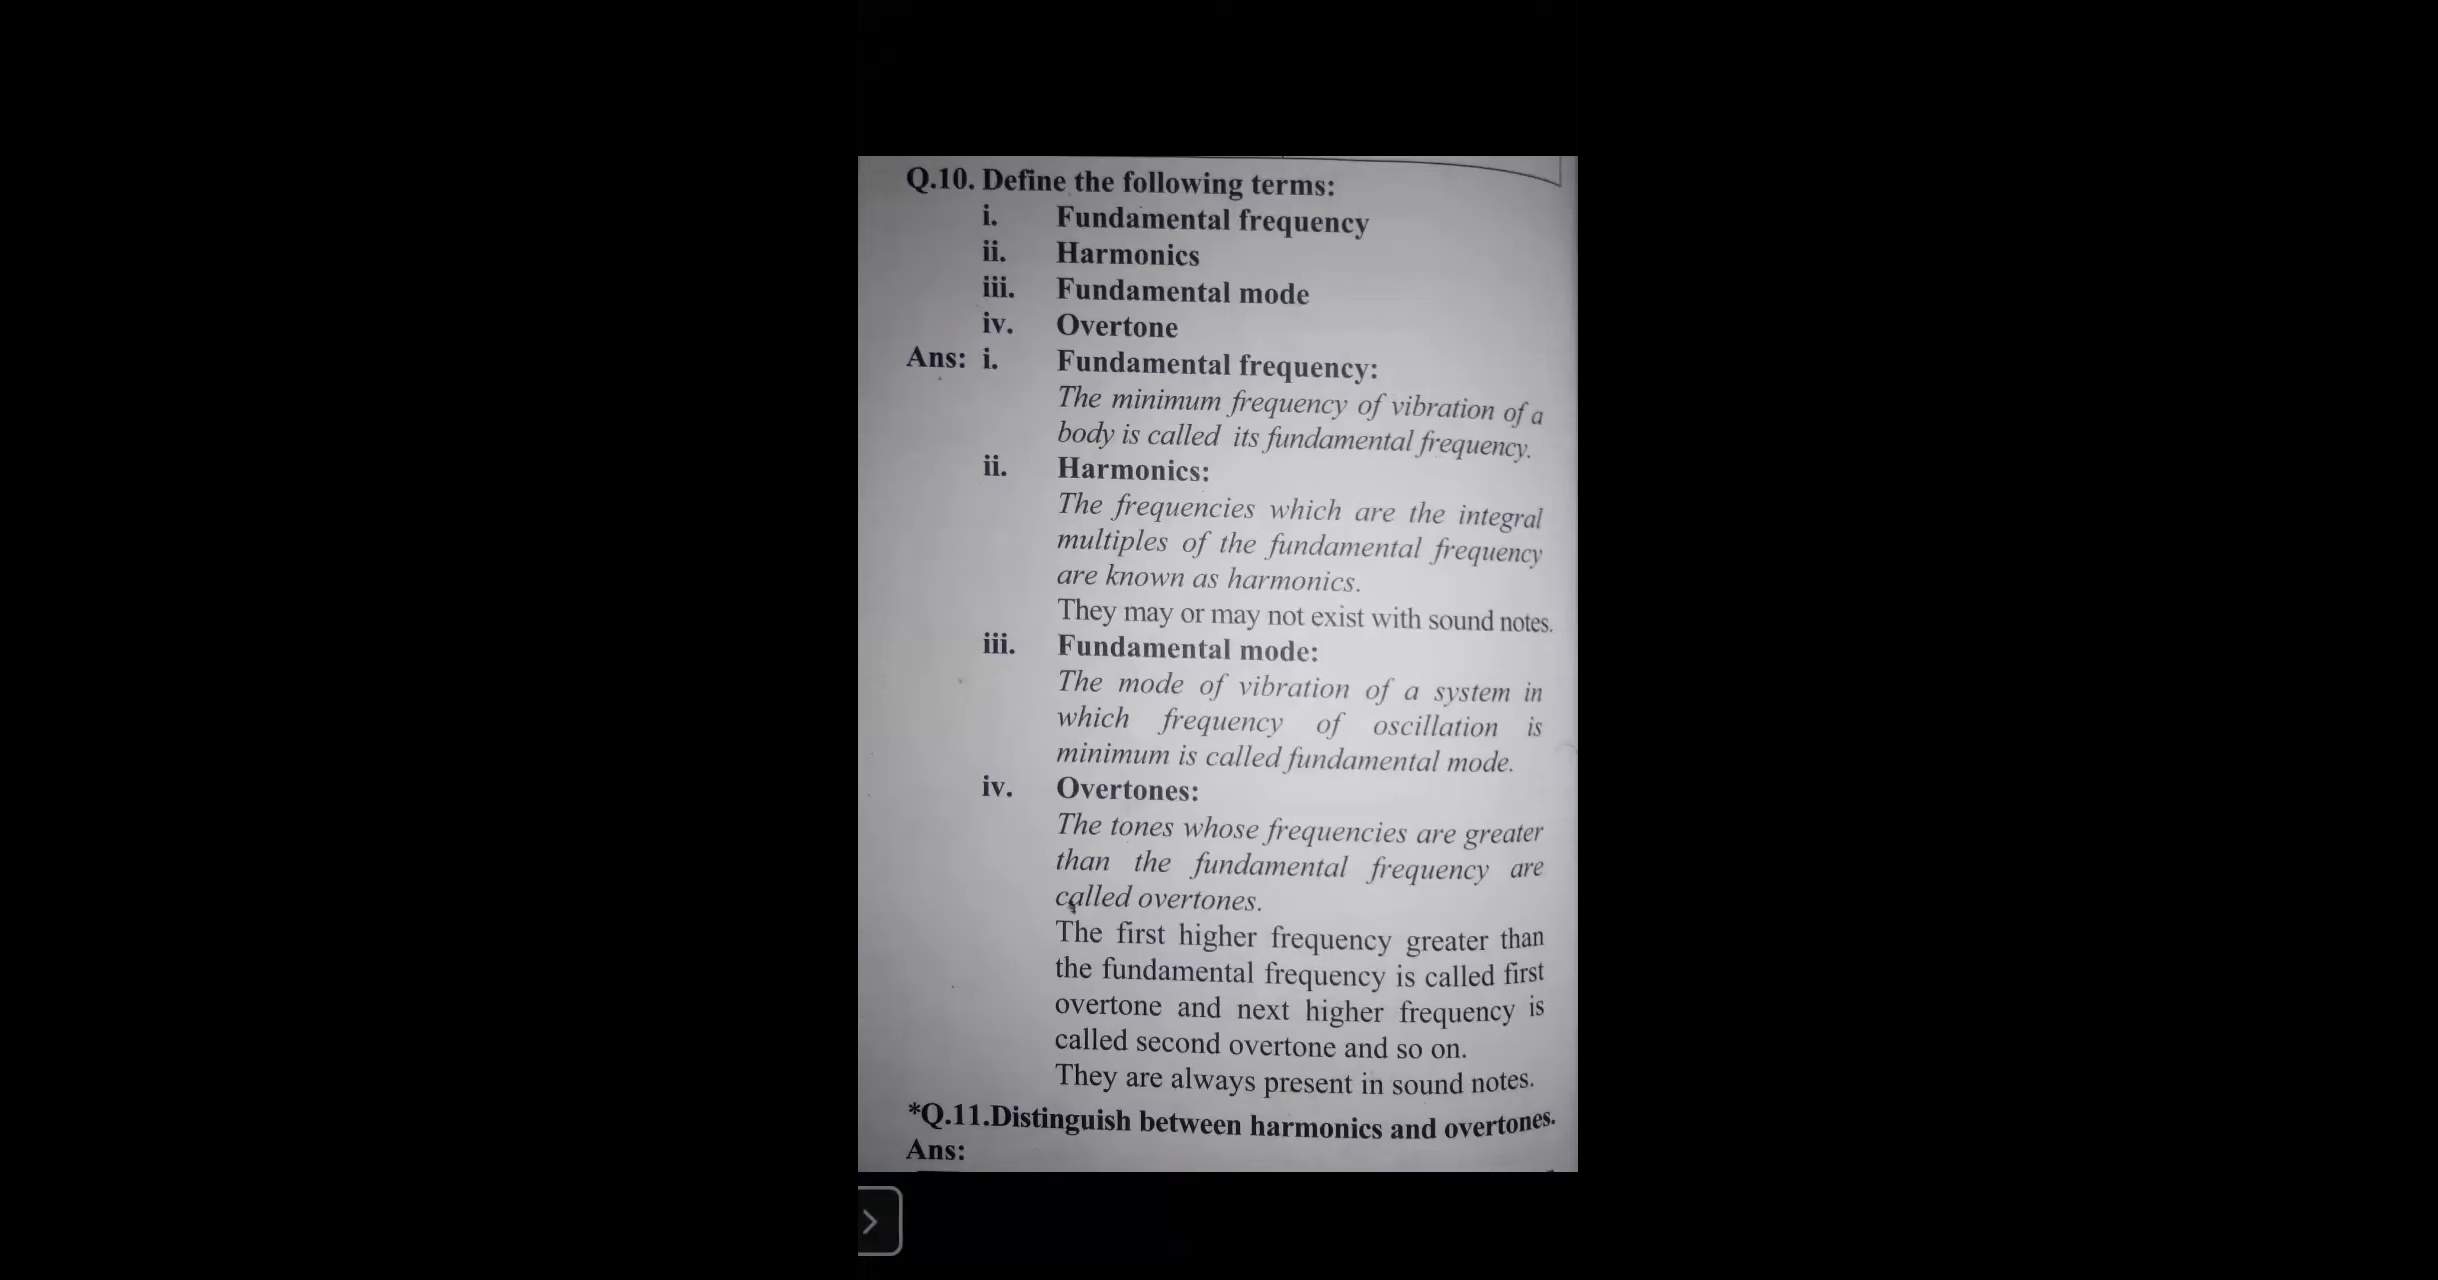 Q.10. Define the following terms:
i. Fundamental frequency
ii. Harmonics
iii. Fundamental mode
iv. Overtone
Ans: i. Fundamental frequency:
The minimum frequency of vibration of a
body is called its fundamental frequency.
ii. Harmonics:
The frequencies which are the integral
multiples of the fundamental frequency
are known as harmonics.
They may or may not exist with sound notes.
iii. Fundamental mode:
The mode of vibration of a system in
which frequency of oscillation is
minimum is called fundamental mode.
iv. Overtones:
The tones whose frequencies are greater
than the fundamental frequency are
called overtones.
The first higher frequency greater than
the fundamental frequency is called first
overtone and next higher frequency is
called second overtone and so on.
They are always present in sound notes.
*Q.11.Distinguish between harmonics and overtones.
Ans: